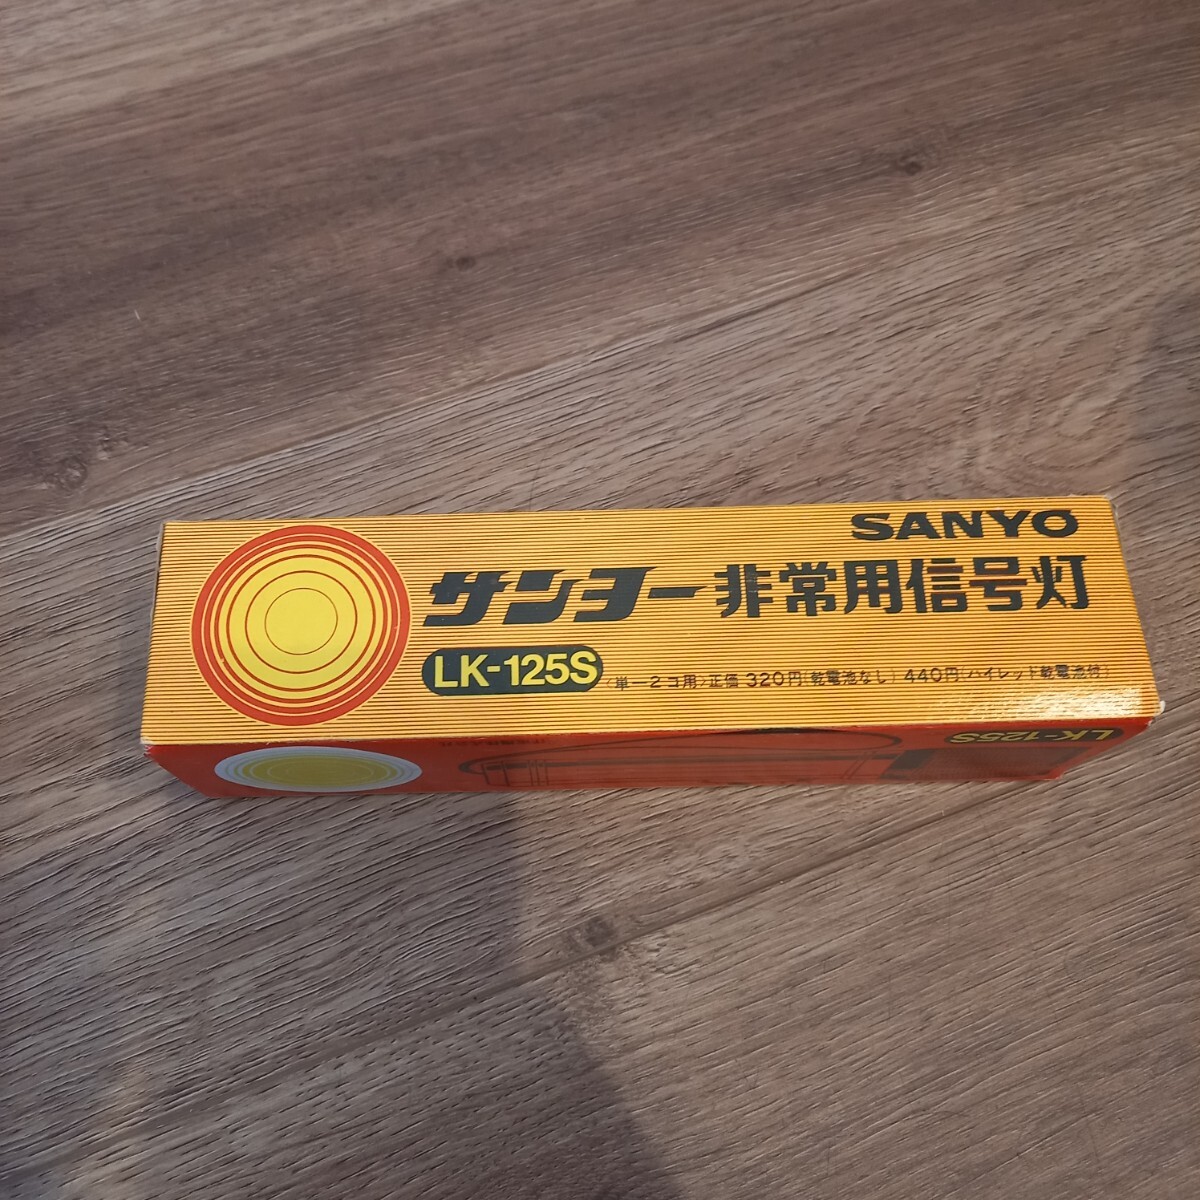 SANYO
サンヨー非常用信号灯
LK-125S
〈単一2コ用〉正価 320円(乾電池なし) 440円(ハイレット乾電池付)
LK-125S